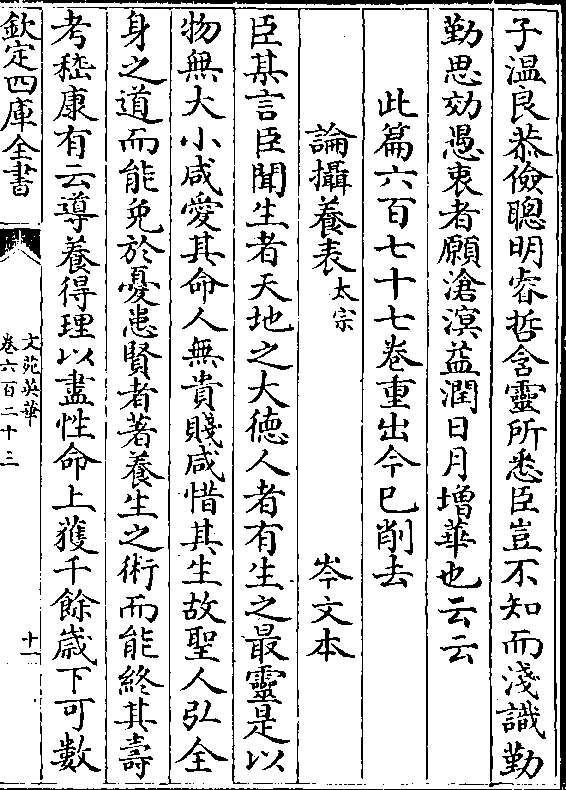 子溫良恭儉聰明睿哲含靈所悉臣豈不知而淺識勤
勤思効愚衷者願滄溟益潤日月增華也云云
此篇六百七十七卷重出今已削去
論攝養表太宗 岑文本
臣某言臣聞生者天地之大德人者有生之最靈是以
物無大小咸愛其命人無貴賤咸惜其生故聖人弘全
身之道而能免於憂患賢者著養生之術而能終其壽
考嵇康有云導養得理以盡性命上獲千餘歲下可數
欽定四庫全書
文苑英華
卷六百二十三
十一